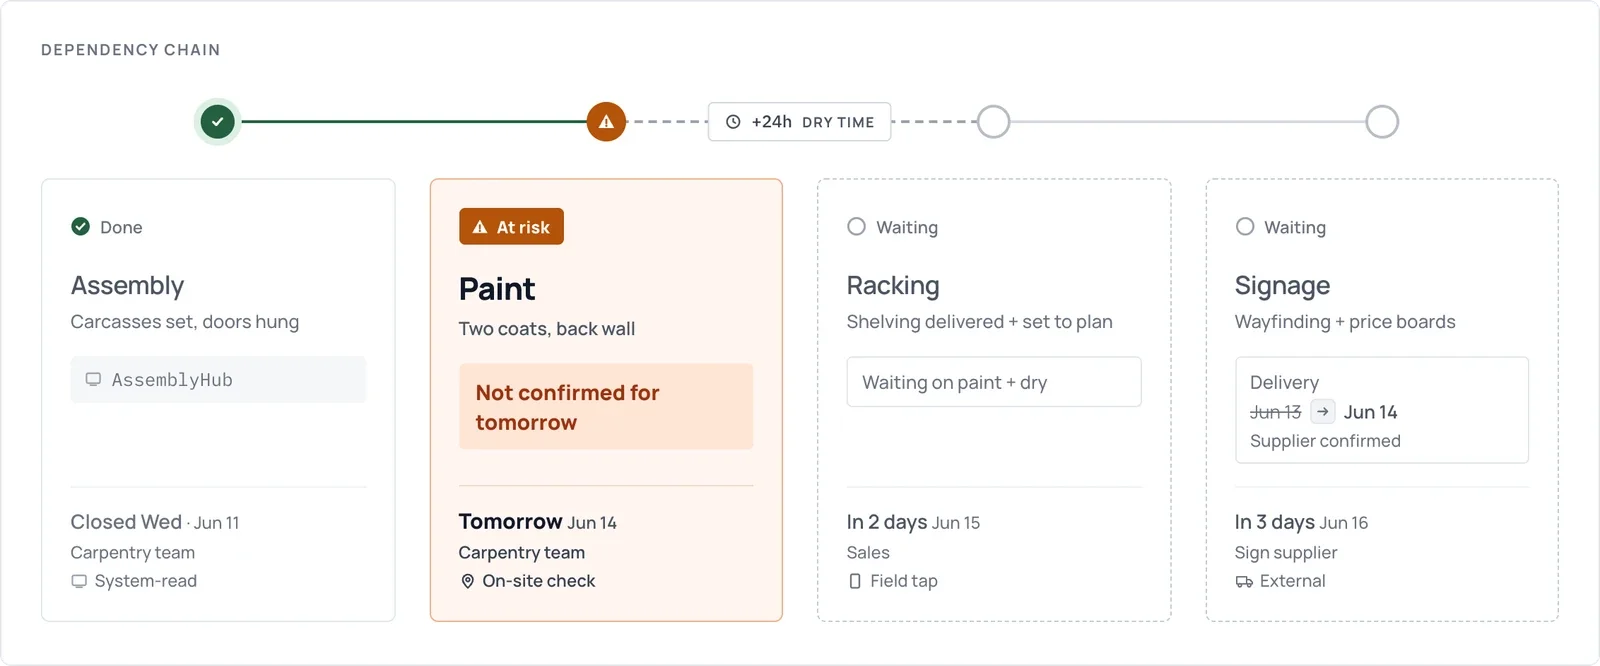 DEPENDENCY CHAIN
+24h DRY TIME
Done
Assembly
Carcasses set, doors hung
AssemblyHub
Closed Wed · Jun 11
Carpentry team
System-read
At risk
Paint
Two coats, back wall
Not confirmed for
tomorrow
Tomorrow Jun 14
Carpentry team
On-site check
Waiting
Racking
Shelving delivered + set to plan
Waiting on paint + dry
In 2 days Jun 15
Sales
Field tap
Waiting
Signage
Wayfinding + price boards
Delivery
Jun 13 → Jun 14
Supplier confirmed
In 3 days Jun 16
Sign supplier
External